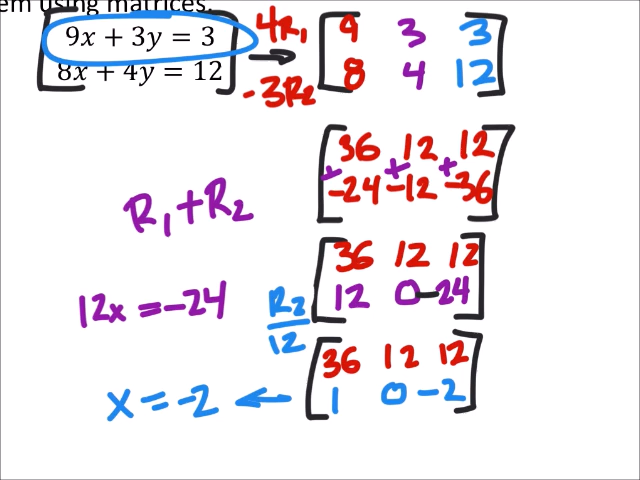 em using matrices.
9x + 3y = 3
8x + 4y = 12
4R₁
-3R₂
9 3 3
8 4 12
36 12 12
+ + +
-24 -12 -36
R₁+R₂
36 12 12
12 0 -24
12x = -24
R₂
12
36 12 12
1 0 -2
x = -2